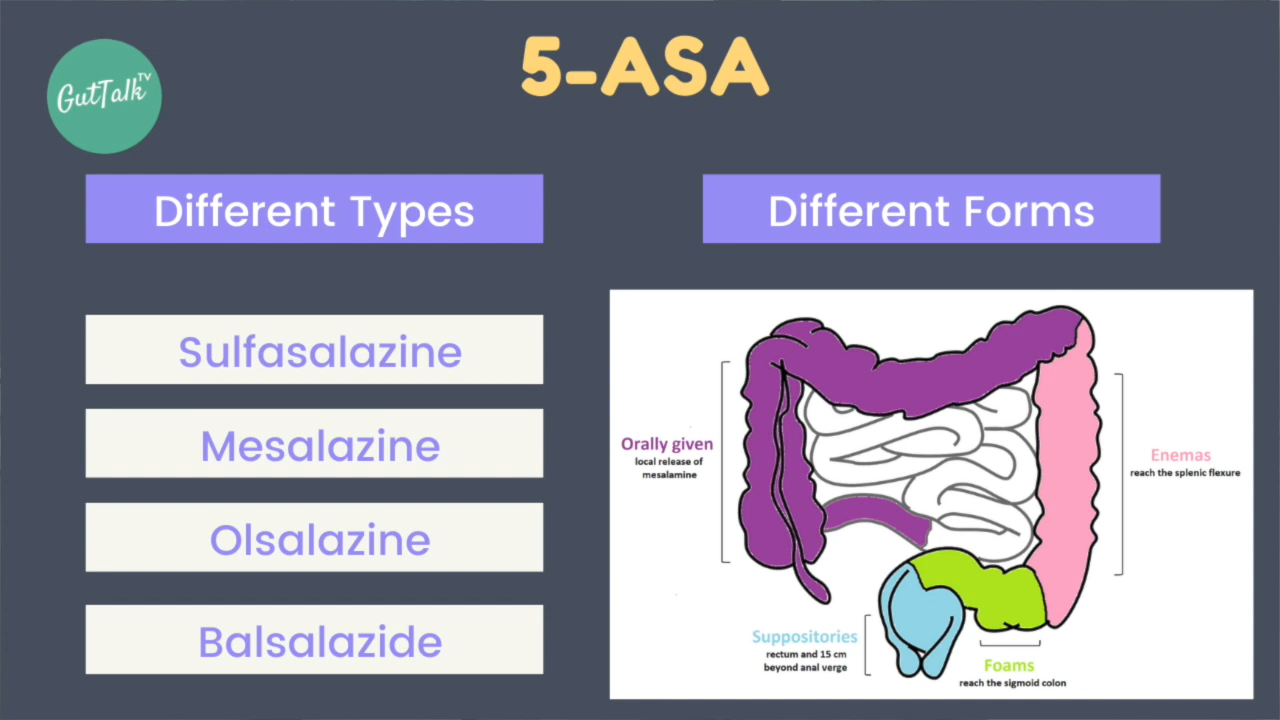 5-ASA
GutTalk TV
Different Types
Different Forms
Sulfasalazine
Mesalazine
Olsalazine
Balsalazide
Orally given
local release of
mesalamine
Enemas
reach the splenic flexure
Suppositories
rectum and 15 cm
beyond anal verge
Foams
reach the sigmoid colon